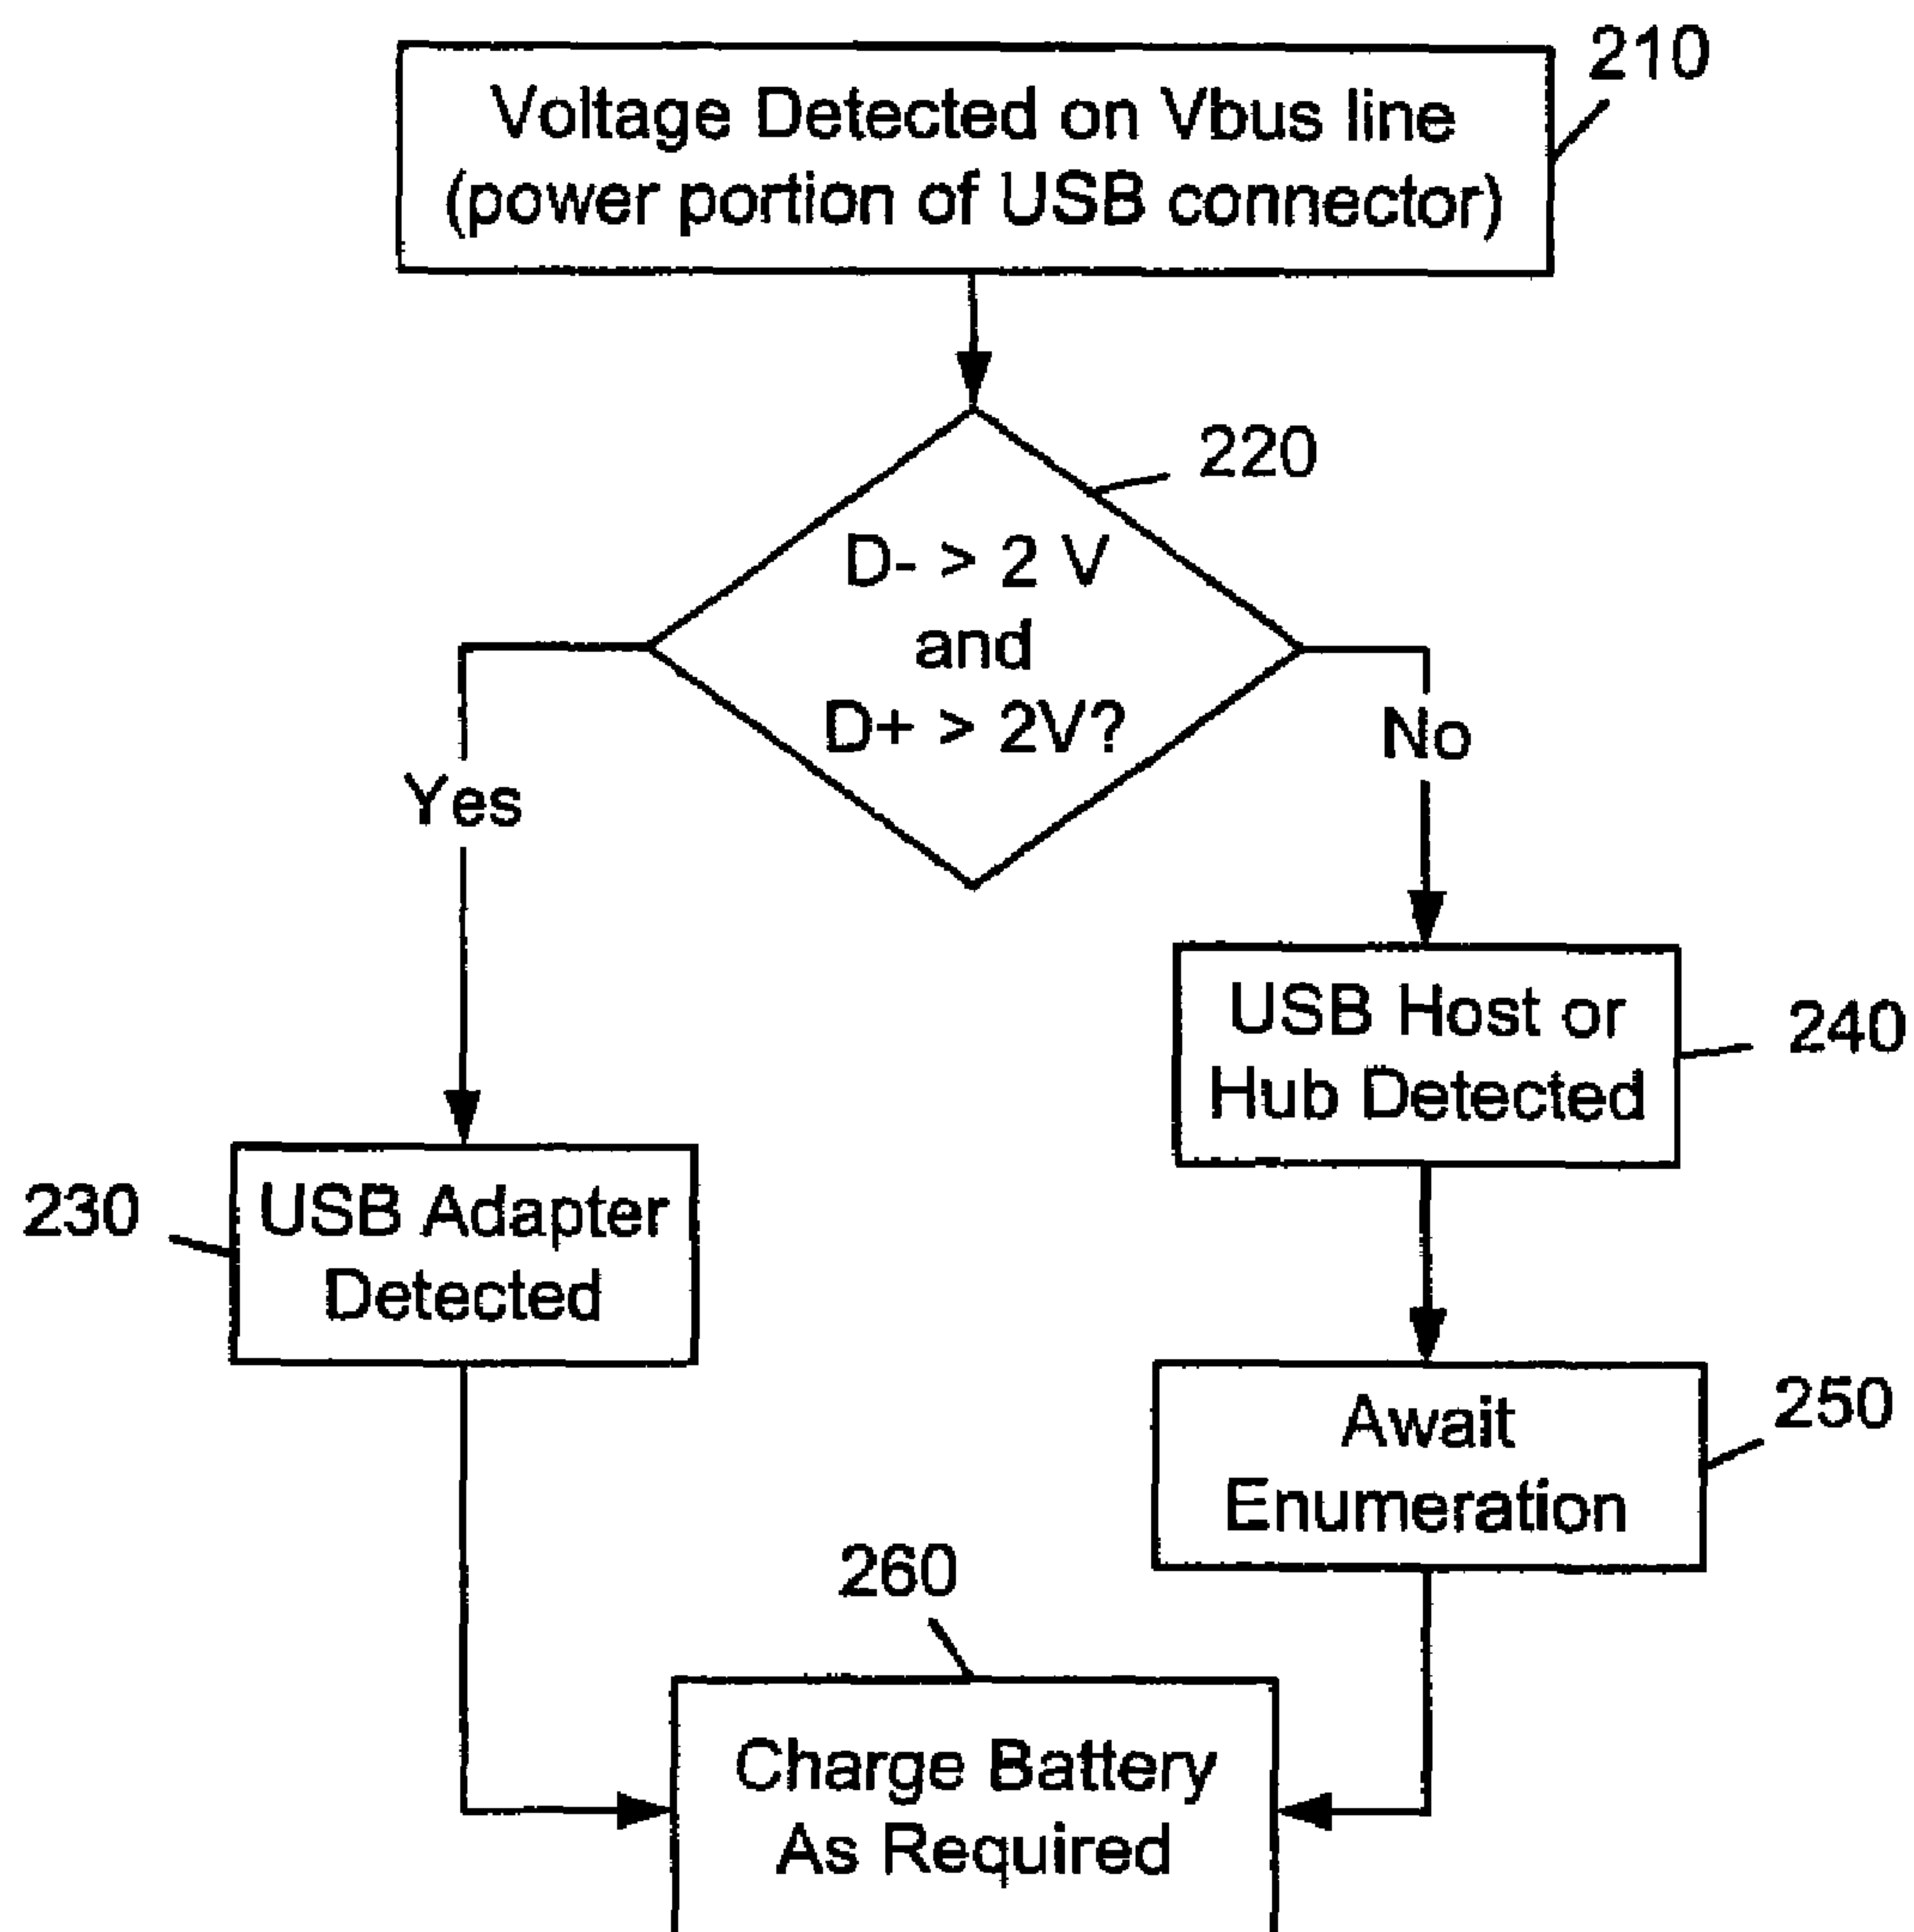 210
Voltage Detected on Vbus line
(power portion of USB connector)
220
D- > 2 V
and
D+ > 2V?
Yes
No
USB Host or
Hub Detected
240
230
USB Adapter
Detected
250
Await
Enumeration
260
Charge Battery
As Required